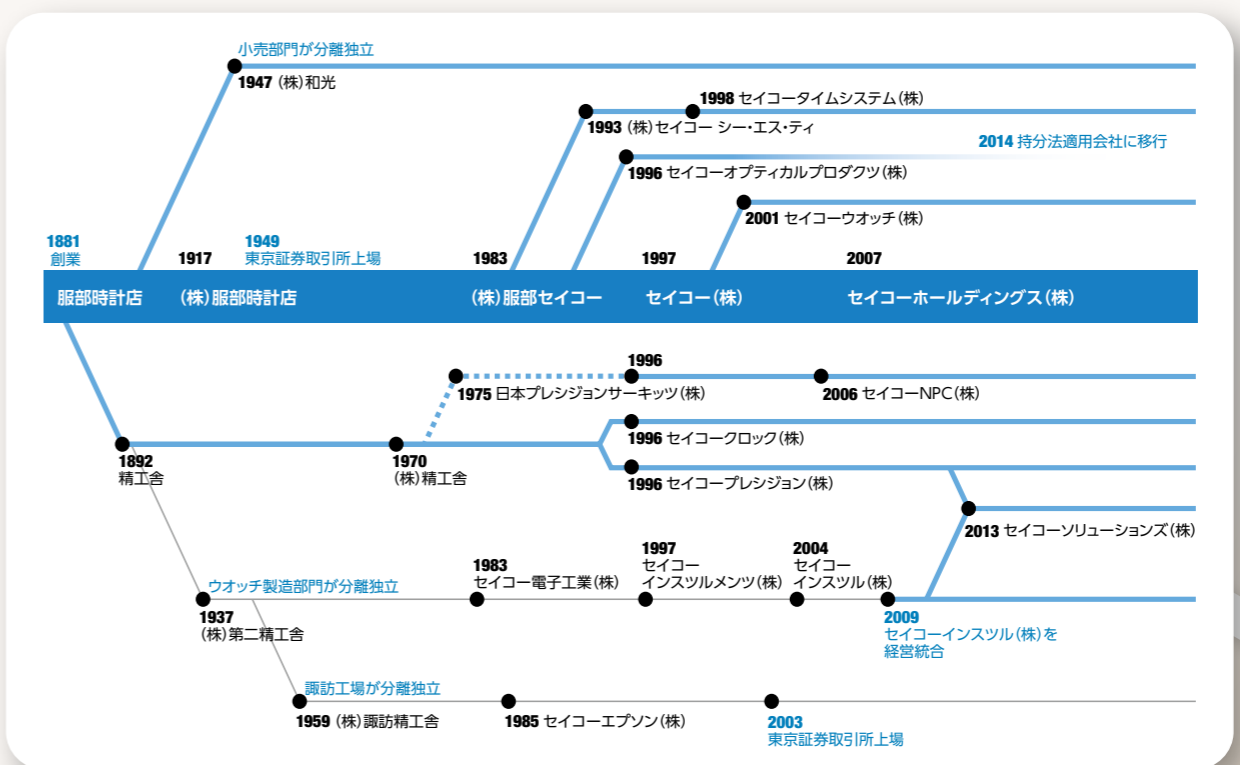 小売部門が分離独立
1947 (株)和光
1998 セイコータイムシステム(株)
1993 (株)セイコー シー・エス・ティ
2014 持分法適用会社に移行
1996 セイコーオプティカルプロダクツ(株)
2001 セイコーウオッチ(株)
1881
創業
1917
1949
東京証券取引所上場
1983
1997
2007
服部時計店
(株)服部時計店
(株)服部セイコー
セイコー(株)
セイコーホールディングス(株)
1996
1975 日本プレシジョンサーキッツ(株)
2006 セイコーNPC(株)
1996 セイコークロック(株)
1892
精工舎
1970
(株)精工舎
1996 セイコープレシジョン(株)
2013 セイコーソリューションズ(株)
ウオッチ製造部門が分離独立
1937
(株)第二精工舎
1983
セイコー電子工業(株)
1997
セイコー
インスツルメンツ(株)
2004
セイコー
インスツル(株)
2009
セイコーインスツル(株)を
経営統合
諏訪工場が分離独立
1959 (株)諏訪精工舎
1985 セイコーエプソン(株)
2003
東京証券取引所上場